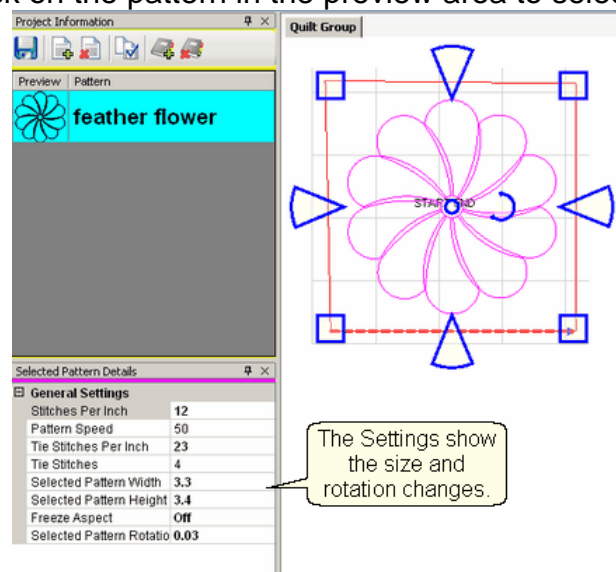 k on the pattern in the preview area to selec
Project Information
Quilt Group
Preview Pattern
feather flower
START END
Selected Pattern Details
General Settings
Stitches Per Inch 12
Pattern Speed 50
Tie Stitches Per Inch 23
Tie Stitches 4
Selected Pattern Width 3.3
Selected Pattern Height 3.4
Freeze Aspect Off
Selected Pattern Rotatio 0.03
The Settings show
the size and
rotation changes.